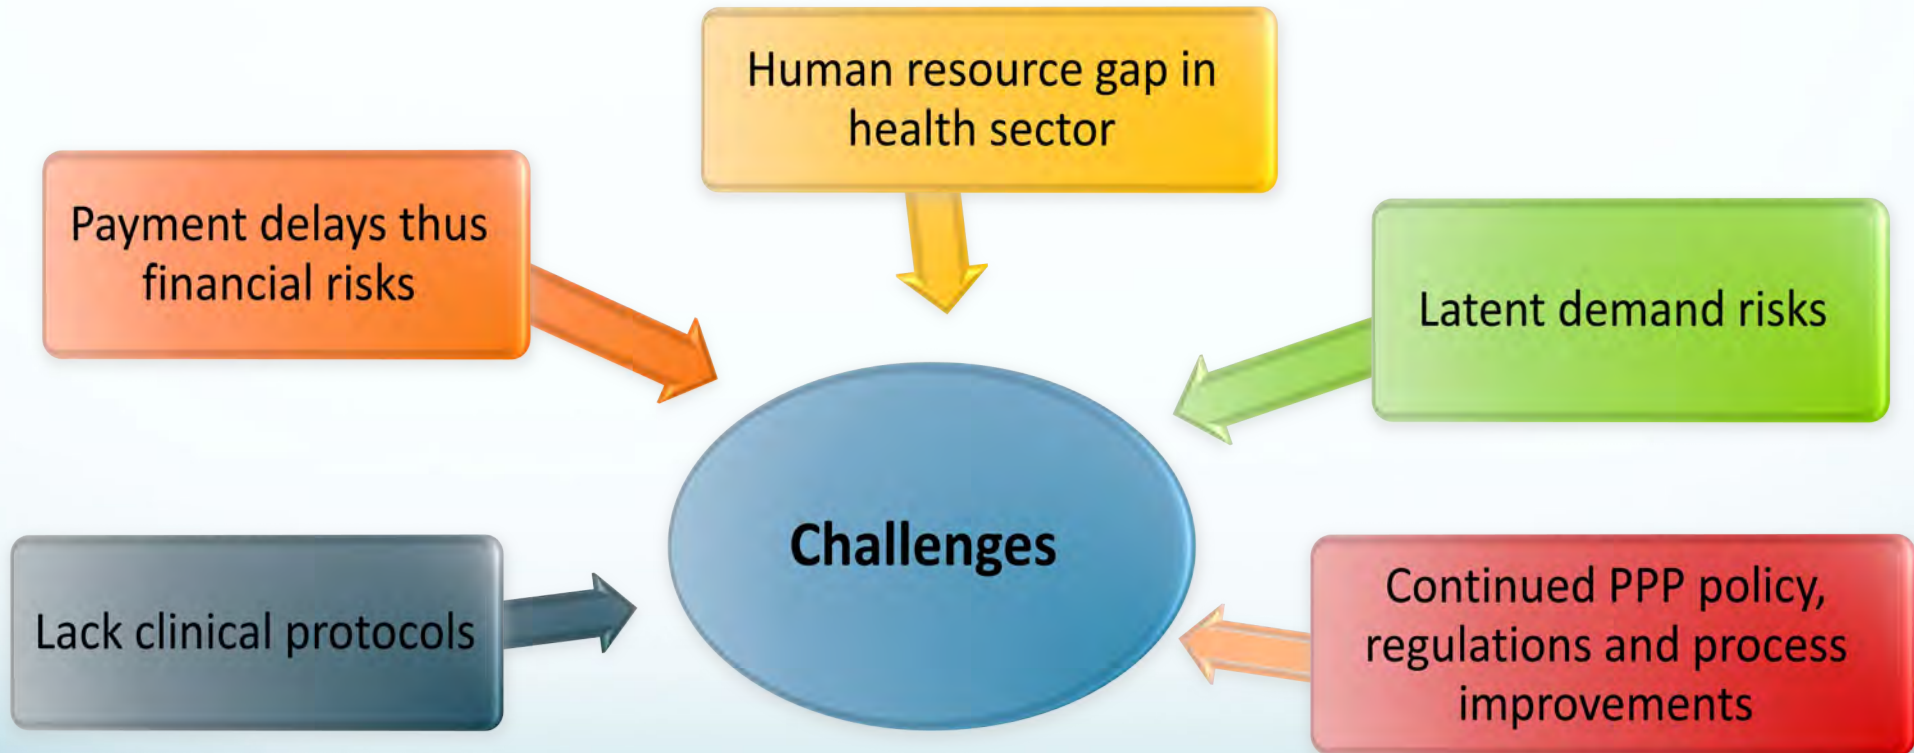 Human resource gap in
health sector
Payment delays thus
financial risks
Latent demand risks
Challenges
Lack clinical protocols
Continued PPP policy,
regulations and process
improvements